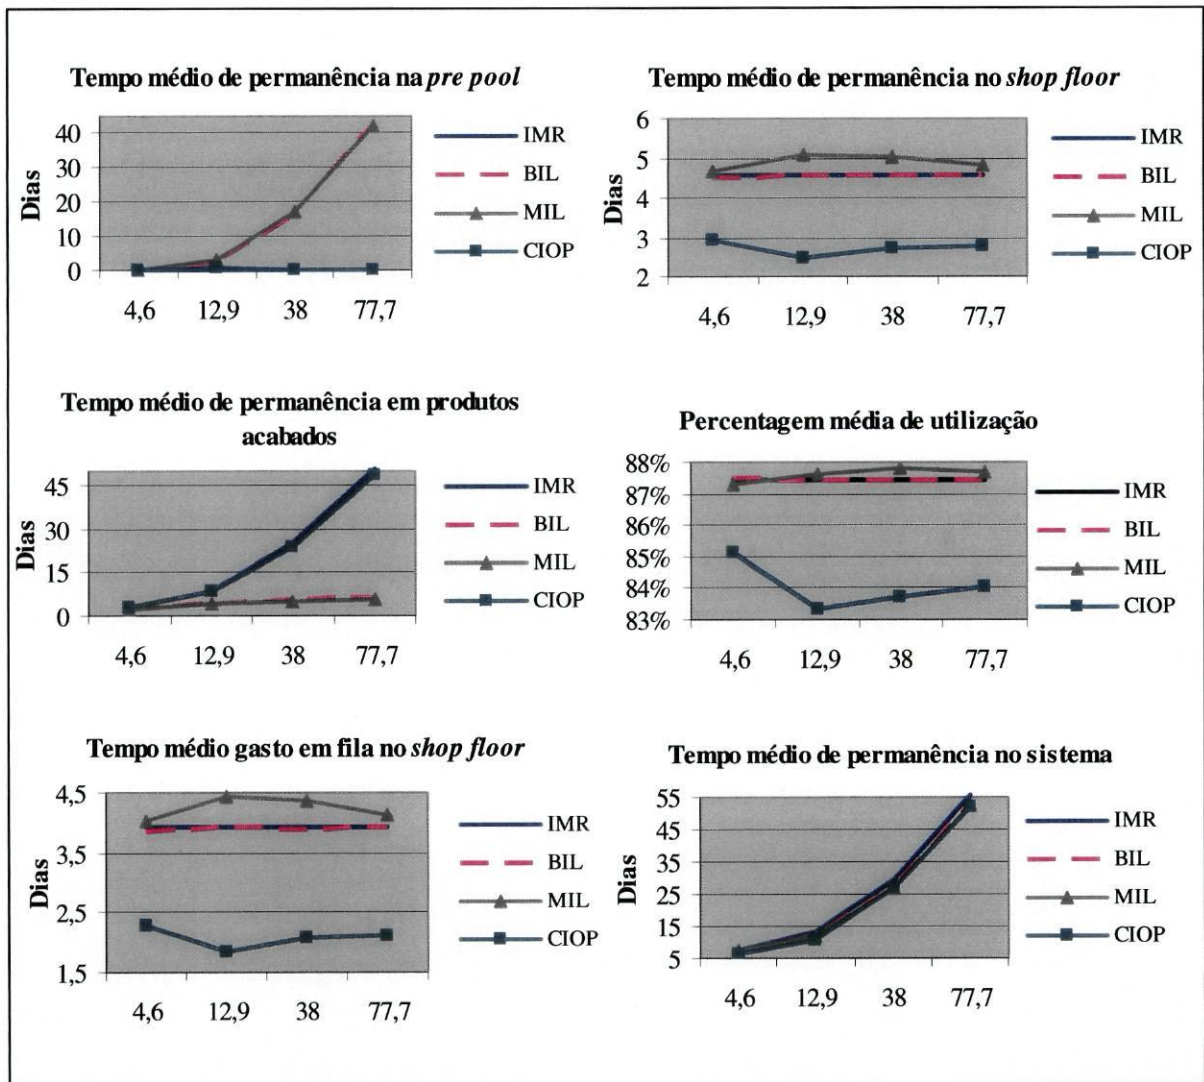 Tempo médio de permanência na pre pool
Dias
40
30
20
10
0
4,6 12,9 38 77,7
IMR
BIL
MIL
CIOP
Tempo médio de permanência no shop floor
Dias
6
5
4
3
2
4,6 12,9 38 77,7
IMR
BIL
MIL
CIOP
Tempo médio de permanência em produtos
acabados
Dias
45
30
15
0
4,6 12,9 38 77,7
IMR
BIL
MIL
CIOP
Percentagem média de utilização
88%
87%
86%
85%
84%
83%
4,6 12,9 38 77,7
IMR
BIL
MIL
CIOP
Tempo médio gasto em fila no shop floor
Dias
4,5
3,5
2,5
1,5
4,6 12,9 38 77,7
IMR
BIL
MIL
CIOP
Tempo médio de permanência no sistema
Dias
55
45
35
25
15
5
4,6 12,9 38 77,7
IMR
BIL
MIL
CIOP